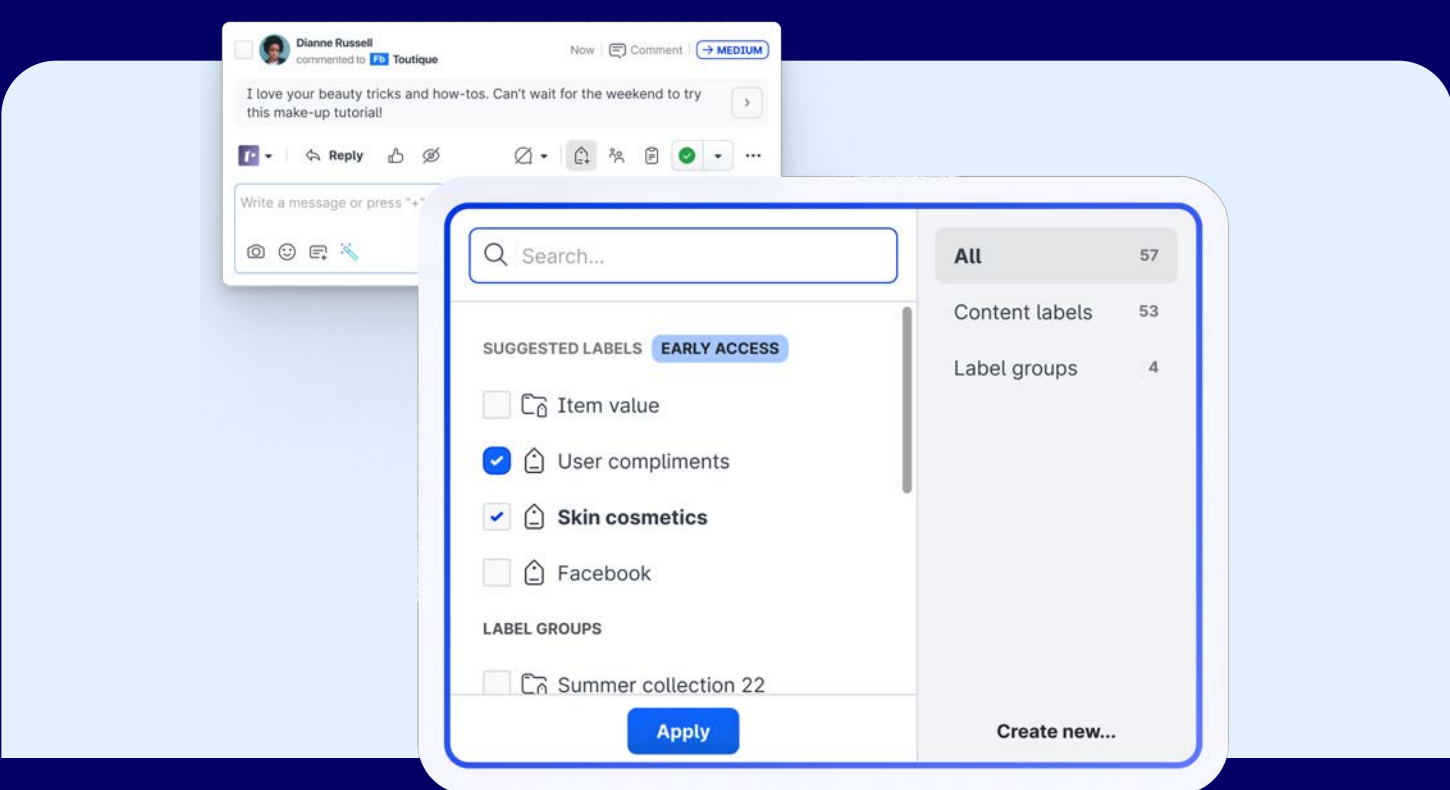 Dianne Russell
commented to Fb Toutique
Now Comment → MEDIUM
I love your beauty tricks and how-tos. Can't wait for the weekend to try
this make-up tutorial!
Reply
Write a message or press "+"
Search...
SUGGESTED LABELS EARLY ACCESS
Item value
User compliments
Skin cosmetics
Facebook
LABEL GROUPS
Summer collection 22
Apply
All 57
Content labels 53
Label groups 4
Create new...